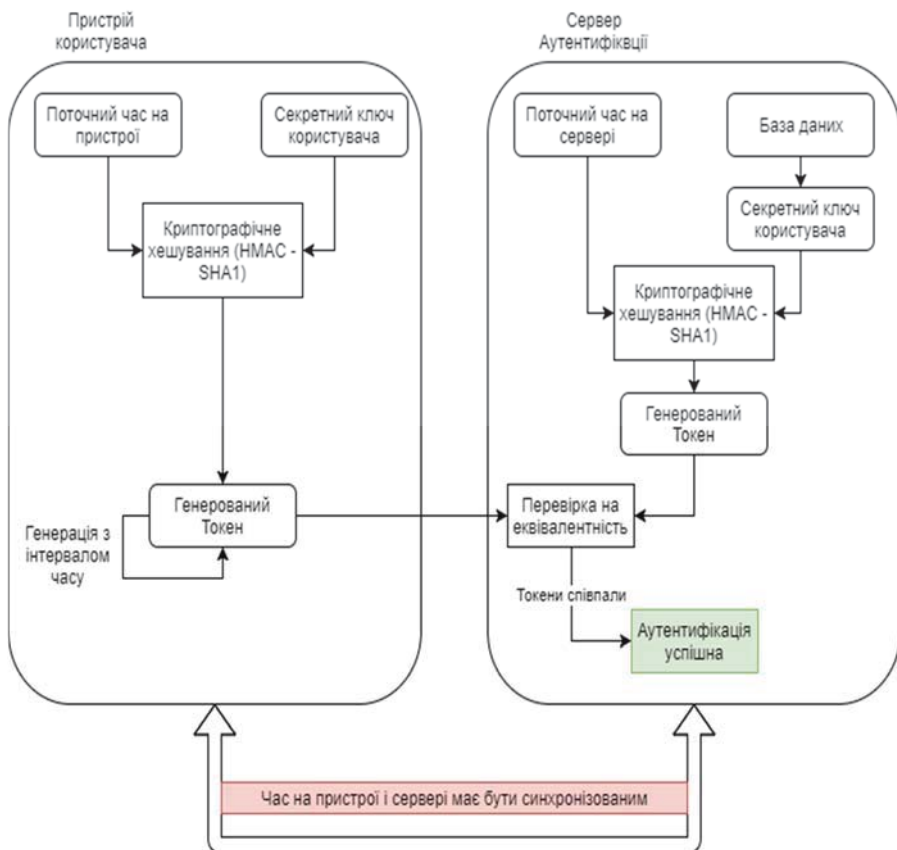 Пристрій
користувача
Поточний час на
пристрої
Секретний ключ
користувача
Криптографічне
хешування (HMAC -
SHA1)
Генерований
Токен
Генерація з
інтервалом
часу
Сервер
Аутентифіквції
Поточний час на
сервері
База даних
Секретний ключ
користувача
Криптографічне
хешування (HMAC -
SHA1)
Генерований
Токен
Перевірка на
еквівалентність
Токени співпали
Аутентифікація
успішна
Час на пристрої і сервері має бути синхронізованим